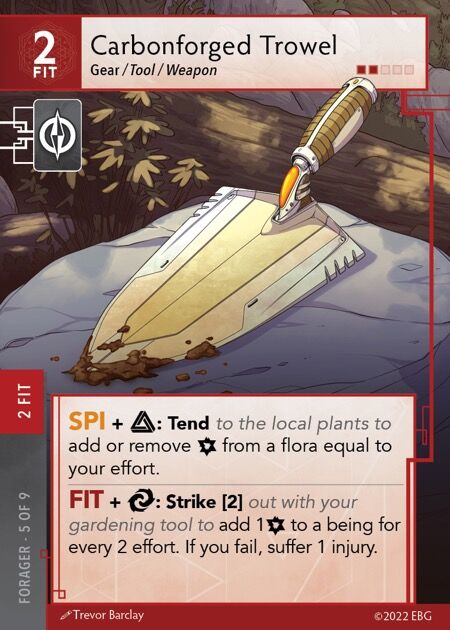 2
FIT
Carbonforged Trowel
Gear / Tool / Weapon
2 FIT
FORAGER · 5 OF 9
SPI + : Tend to the local plants to
add or remove from a flora equal to
your effort.
FIT + : Strike [2] out with your
gardening tool to add 1 to a being for
every 2 effort. If you fail, suffer 1 injury.
Trevor Barclay
©2022 EBG